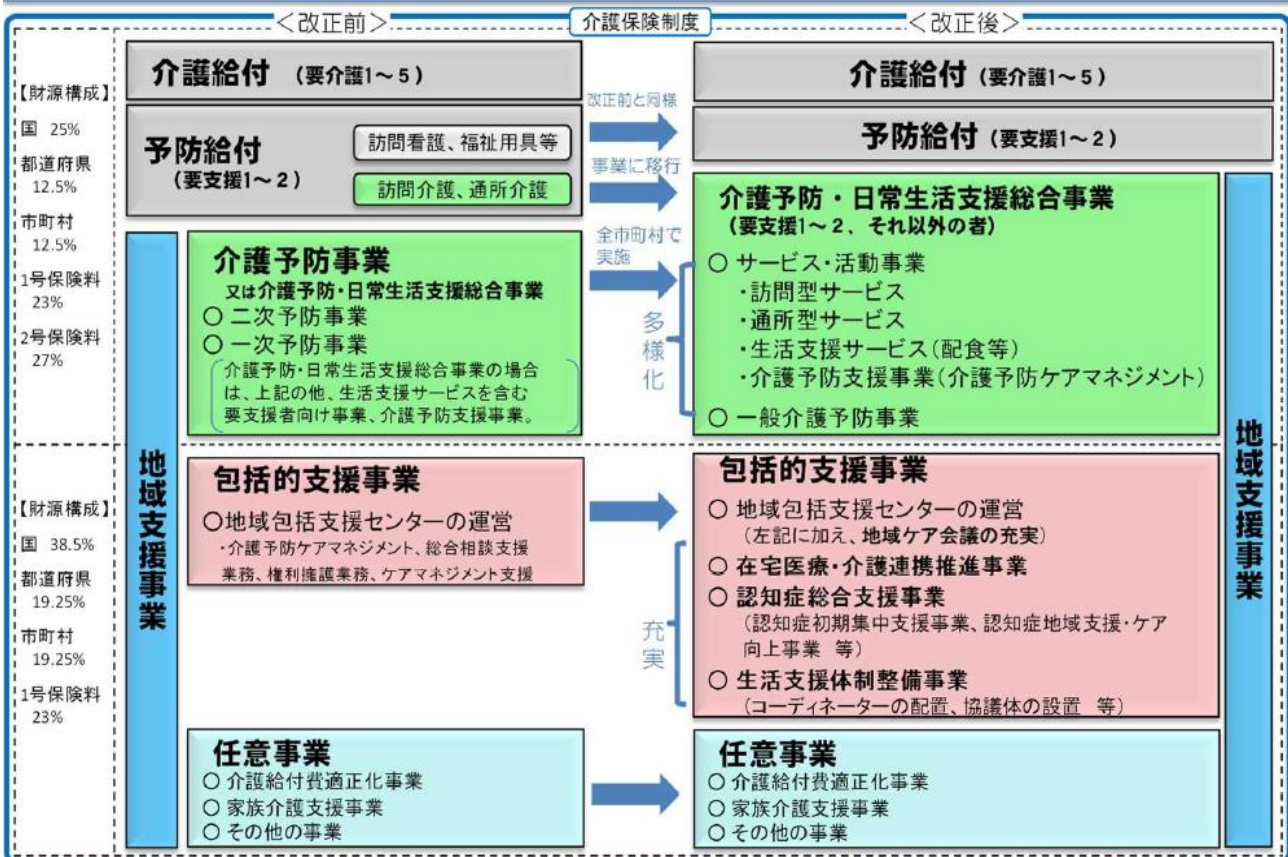 ＜改正前＞
介護保険制度
＜改正後＞
【財源構成】
国 25%
都道府県
12.5%
市町村
12.5%
1号保険料
23%
2号保険料
27%
介護給付 （要介護1～5）
予防給付
（要支援1～2）
訪問看護、福祉用具等
訪問介護、通所介護
改正前と同様
事業に移行
全市町村で
実施
多様化
介護給付（要介護1～5）
予防給付（要支援1～2）
地域支援事業
介護予防事業
又は介護予防・日常生活支援総合事業
○ 二次予防事業
○ 一次予防事業
介護予防・日常生活支援総合事業の場合
は、上記の他、生活支援サービスを含む
要支援者向け事業、介護予防支援事業。
介護予防・日常生活支援総合事業
（要支援1～2、それ以外の者）
○ サービス・活動事業
・訪問型サービス
・通所型サービス
・生活支援サービス（配食等）
・介護予防支援事業（介護予防ケアマネジメント）
○ 一般介護予防事業
地域支援事業
【財源構成】
国 38.5%
都道府県
19.25%
市町村
19.25%
1号保険料
23%
包括的支援事業
○地域包括支援センターの運営
・介護予防ケアマネジメント、総合相談支援
業務、権利擁護業務、ケアマネジメント支援
充実
包括的支援事業
○ 地域包括支援センターの運営
（左記に加え、地域ケア会議の充実）
○ 在宅医療・介護連携推進事業
○ 認知症総合支援事業
（認知症初期集中支援事業、認知症地域支援・ケア
向上事業 等）
○ 生活支援体制整備事業
（コーディネーターの配置、協議体の設置 等）
任意事業
○ 介護給付費適正化事業
○ 家族介護支援事業
○ その他の事業
任意事業
○ 介護給付費適正化事業
○ 家族介護支援事業
○ その他の事業